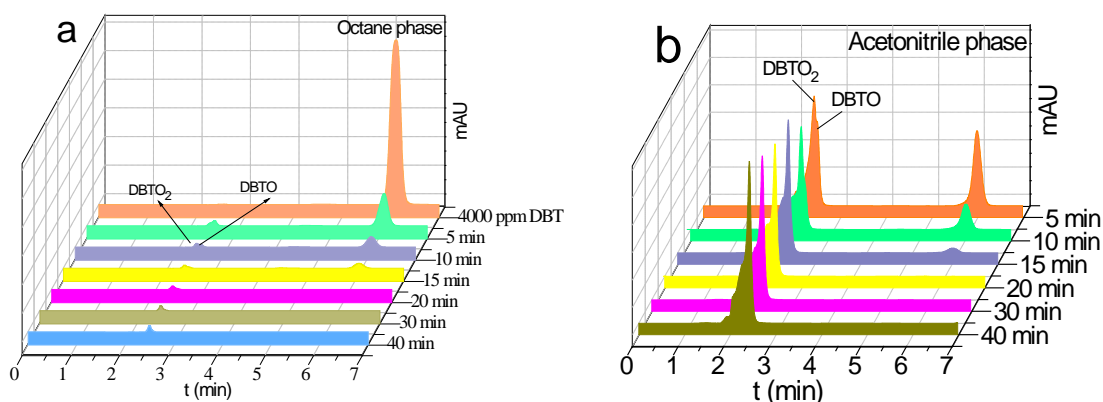 a
Octane phase
mAU
DBTO2
DBTO
4000 ppm DBT
5 min
10 min
15 min
20 min
30 min
40 min
0 1 2 3 4 5 6 7
t (min)
b
Acetonitrile phase
mAU
DBTO2
DBTO
5 min
10 min
15 min
20 min
30 min
40 min
0 1 2 3 4 5 6 7
t (min)